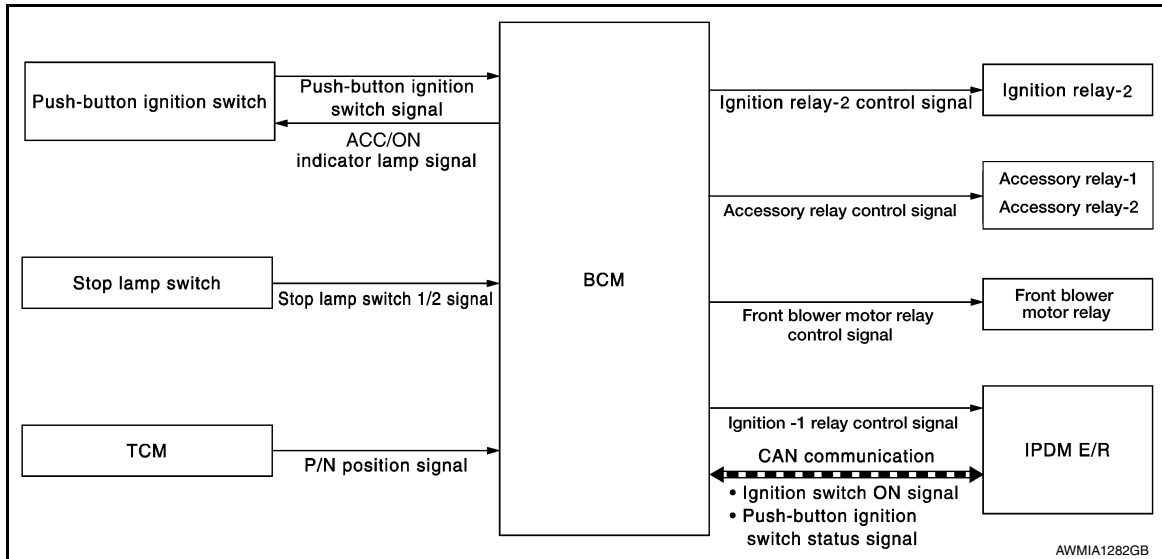 Push-button ignition switch
Push-button ignition
switch signal
ACC/ON
indicator lamp signal
Stop lamp switch
Stop lamp switch 1/2 signal
TCM
P/N position signal
BCM
Ignition relay-2 control signal
Ignition relay-2
Accessory relay control signal
Accessory relay-1
Accessory relay-2
Front blower motor relay
control signal
Front blower
motor relay
Ignition -1 relay control signal
CAN communication
• Ignition switch ON signal
• Push-button ignition
switch status signal
IPDM E/R
AWMIA1282GB